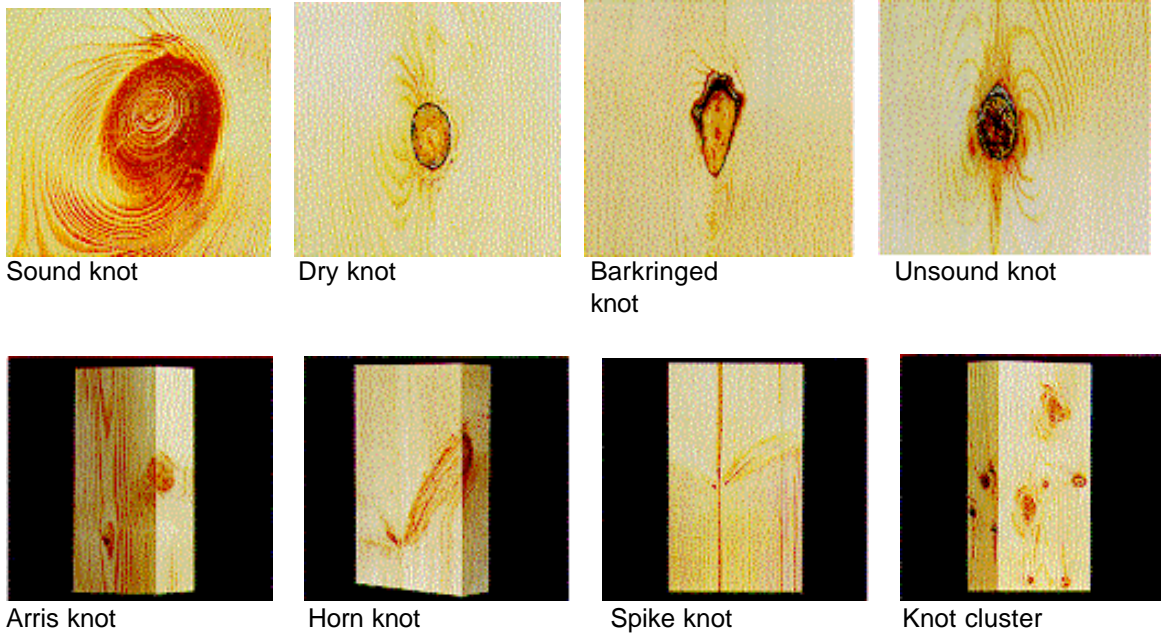 Sound knot
Dry knot
Barkringed
knot
Unsound knot
Arris knot
Horn knot
Spike knot
Knot cluster